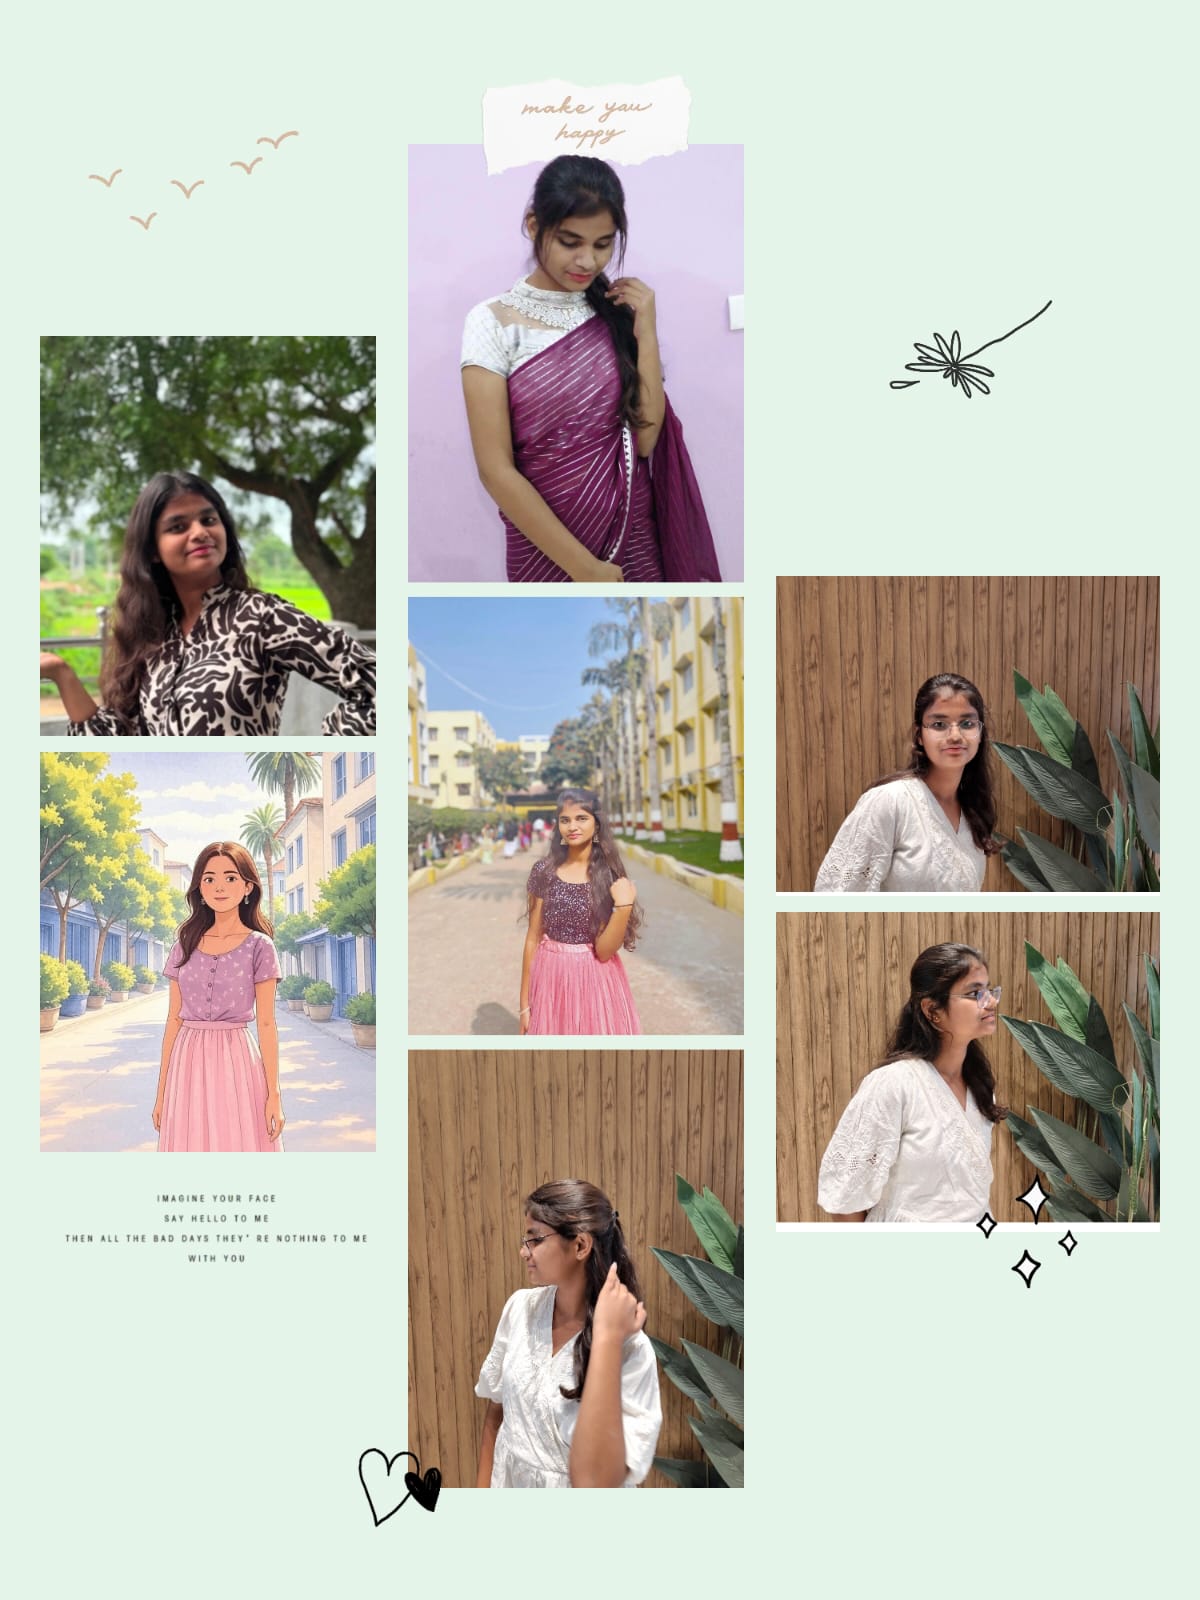 make you
happy
IMAGINE YOUR FACE
SAY HELLO TO ME
THEN ALL THE BAD DAYS THEY' RE NOTHING TO ME
WITH YOU